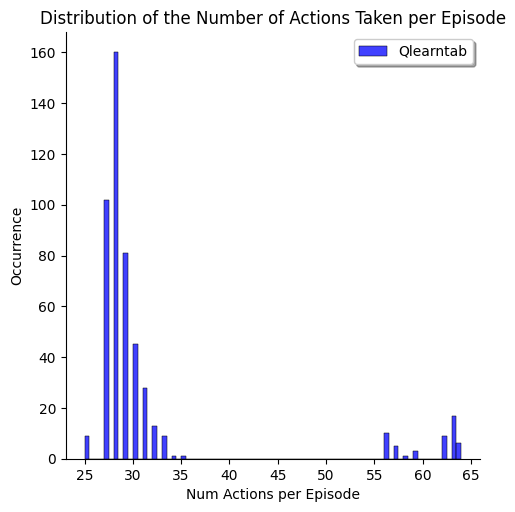 Distribution of the Number of Actions Taken per Episode
Qlearntab
160
140
120
100
80
60
40
20
0
Occurrence
25 30 35 40 45 50 55 60 65
Num Actions per Episode